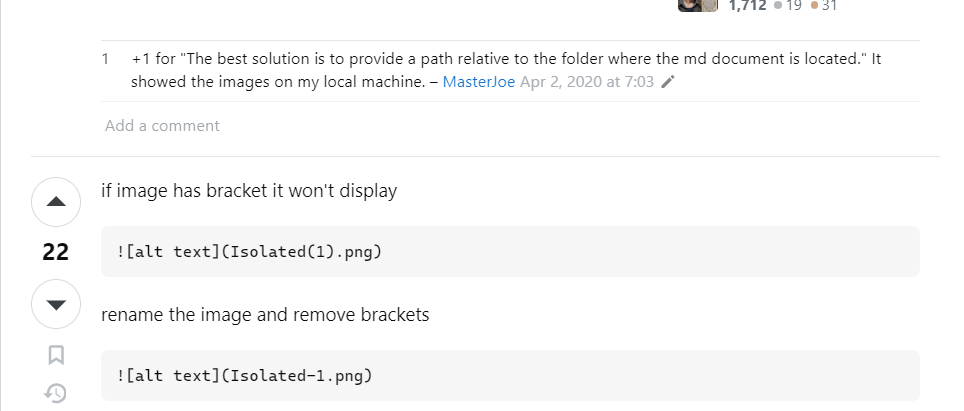 1,712 19 31
1 +1 for "The best solution is to provide a path relative to the folder where the md document is located." It
showed the images on my local machine. – MasterJoe Apr 2, 2020 at 7:03
Add a comment
if image has bracket it won't display
22
![alt text](Isolated(1).png)
rename the image and remove brackets
![alt text](Isolated-1.png)